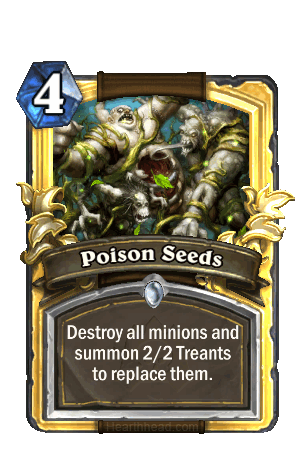 4
Poison Seeds
Destroy all minions and
summon 2/2 Treants
to replace them.
Hearthhead.com